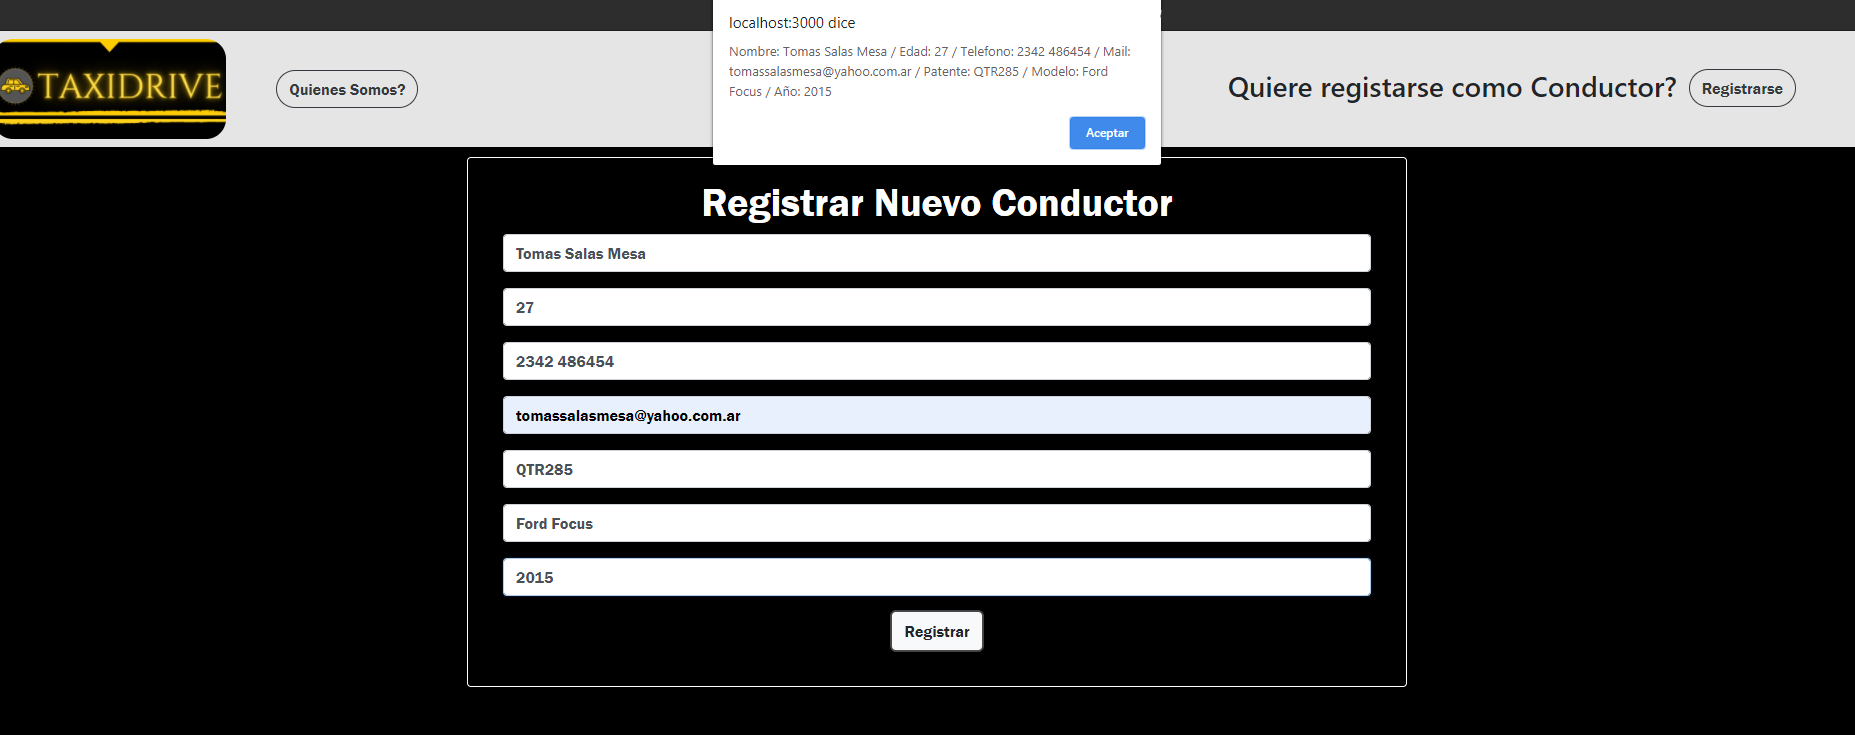 localhost:3000 dice
Nombre: Tomas Salas Mesa / Edad: 27 / Telefono: 2342 486454 / Mail:
tomassalasmesa@yahoo.com.ar / Patente: QTR285 / Modelo: Ford
Focus / Año: 2015
Aceptar
TAXIDRIVE
Quienes Somos?
Quiere registarse como Conductor?
Registrarse
Registrar Nuevo Conductor
Tomas Salas Mesa
27
2342 486454
tomassalasmesa@yahoo.com.ar
QTR285
Ford Focus
2015
Registrar